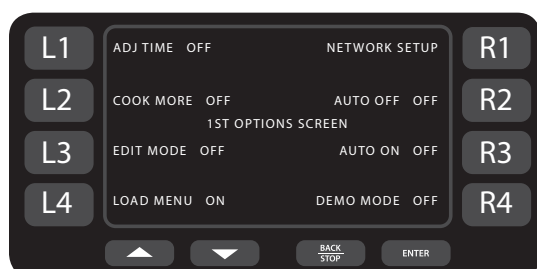 L1 ADJ TIME OFF NETWORK SETUP R1
L2 COOK MORE OFF AUTO OFF OFF R2
1ST OPTIONS SCREEN
L3 EDIT MODE OFF AUTO ON OFF R3
L4 LOAD MENU ON DEMO MODE OFF R4
BACK
STOP
ENTER